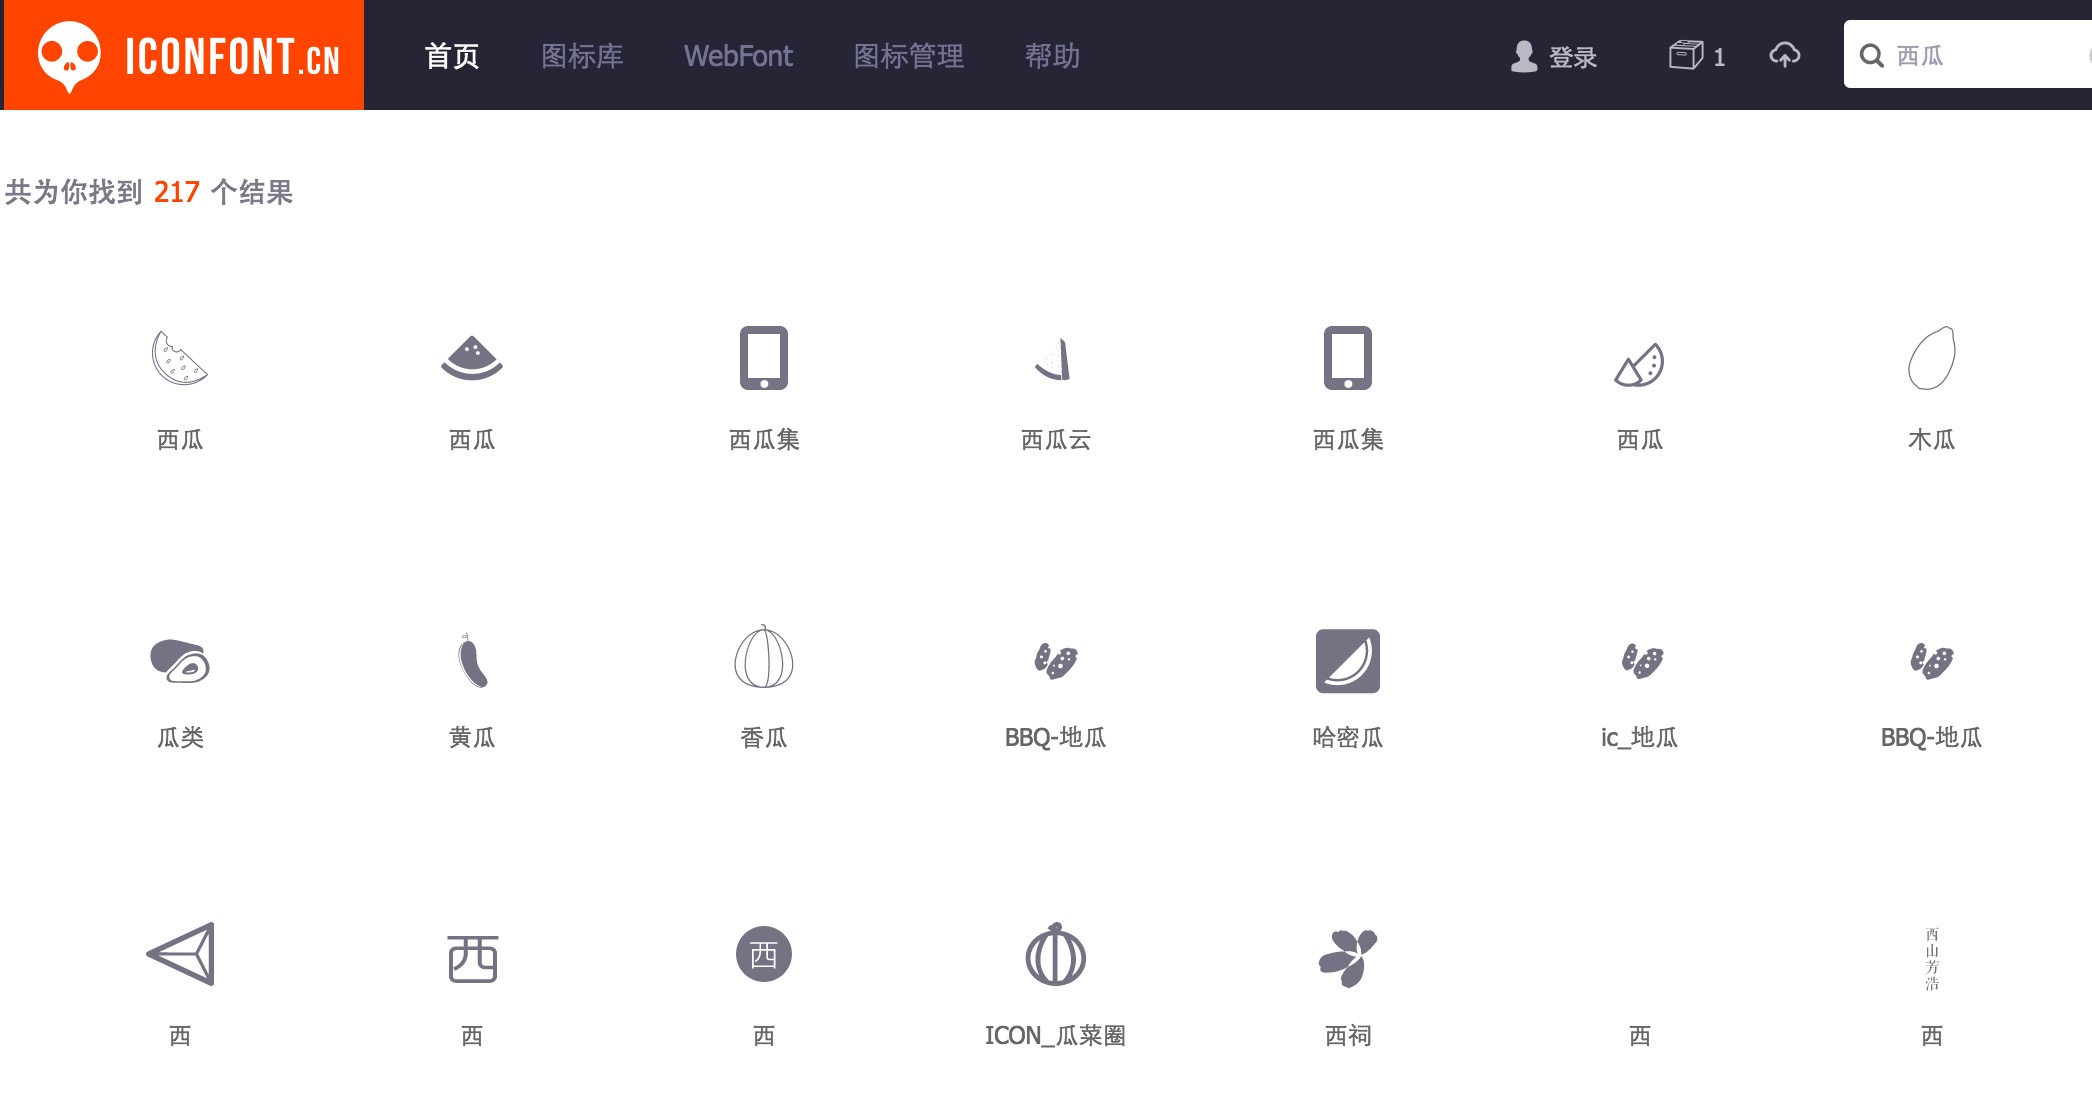 ICONFONT.CN 首页 图标库 WebFont 图标管理 帮助 登录 1 西瓜
共为你找到 217 个结果
西瓜 西瓜 西瓜集 西瓜云 西瓜集 西瓜 木瓜
瓜类 黄瓜 香瓜 BBQ-地瓜 哈密瓜 ic_地瓜 BBQ-地瓜
西 西 西山芳浩
西 西 西 ICON_瓜菜圈 西祠 西 西